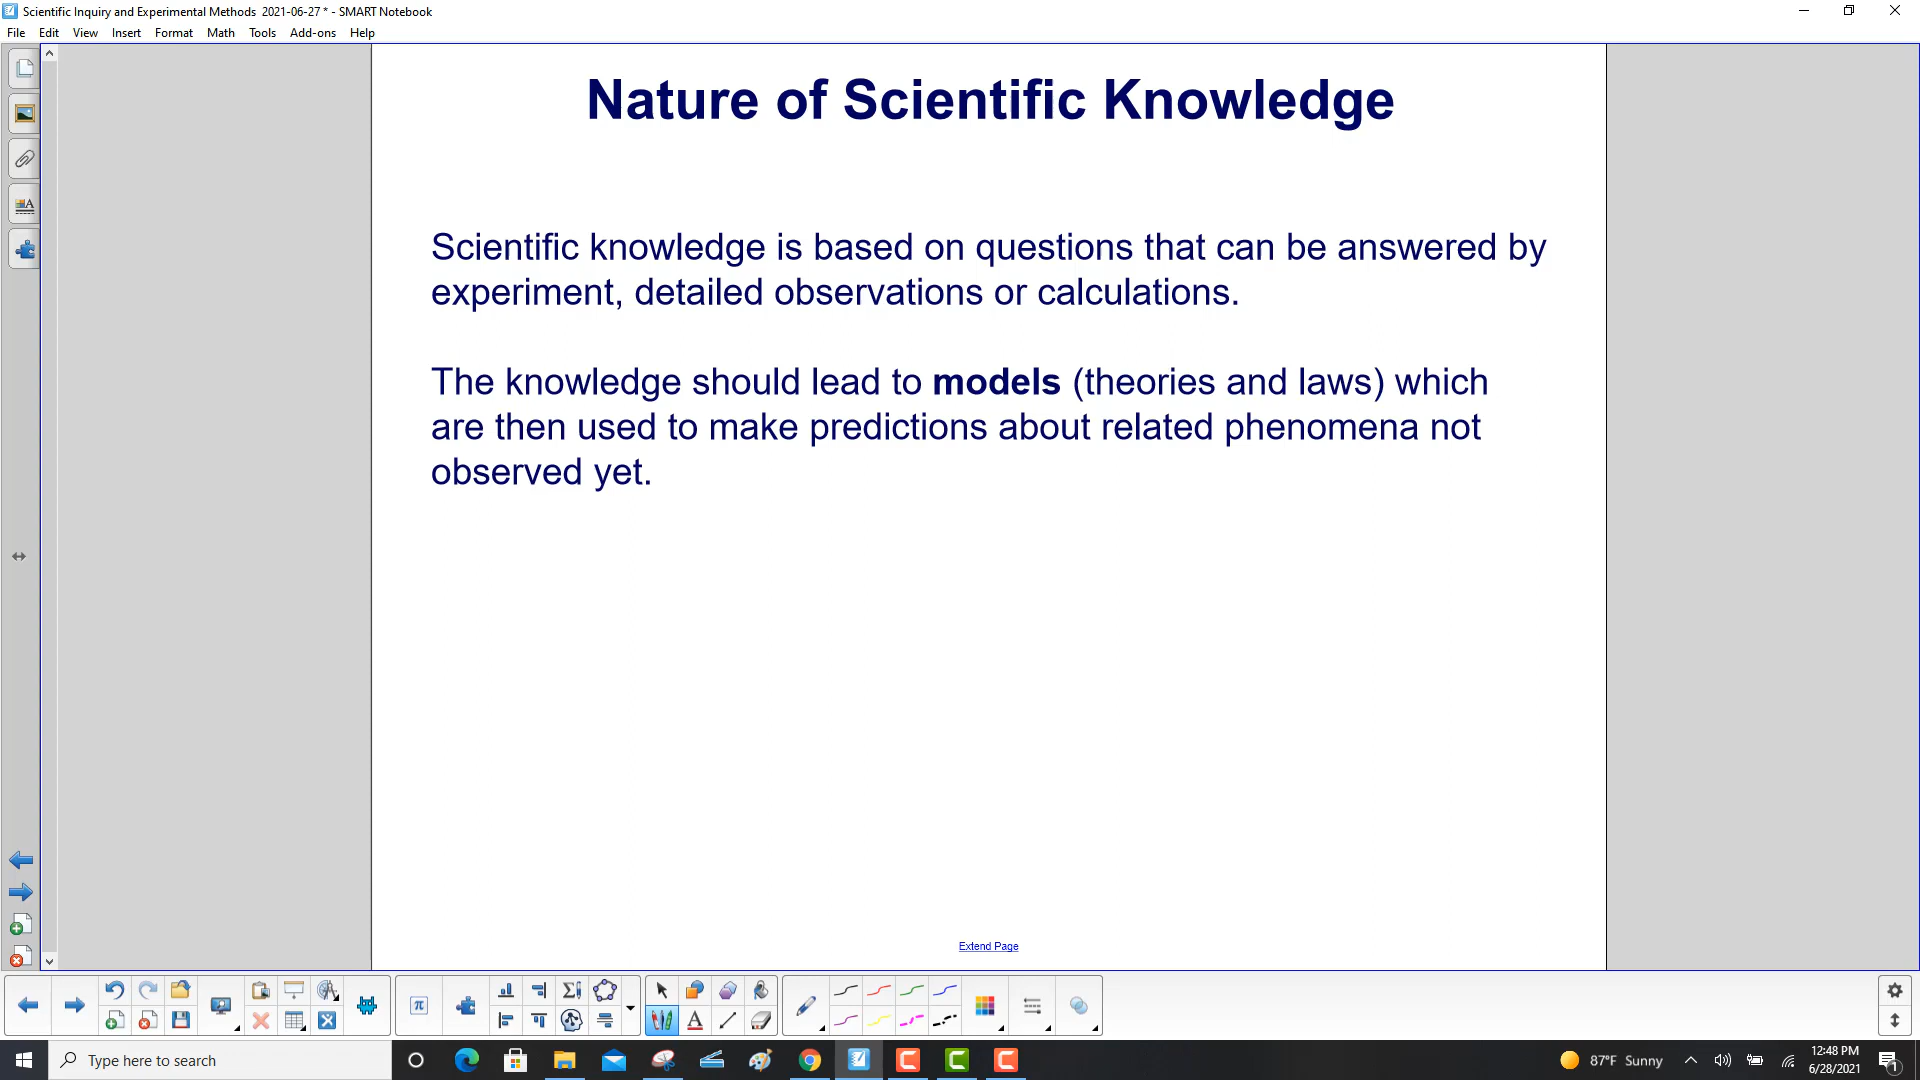 Scientific Inquiry and Experimental Methods 2021-06-27 * - SMART Notebook
File Edit View Insert Format Math Tools Add-ons Help
Nature of Scientific Knowledge
Scientific knowledge is based on questions that can be answered by
experiment, detailed observations or calculations.
The knowledge should lead to models (theories and laws) which
are then used to make predictions about related phenomena not
observed yet.
Extend Page
Type here to search
87°F Sunny
12:48 PM
6/28/2021
1